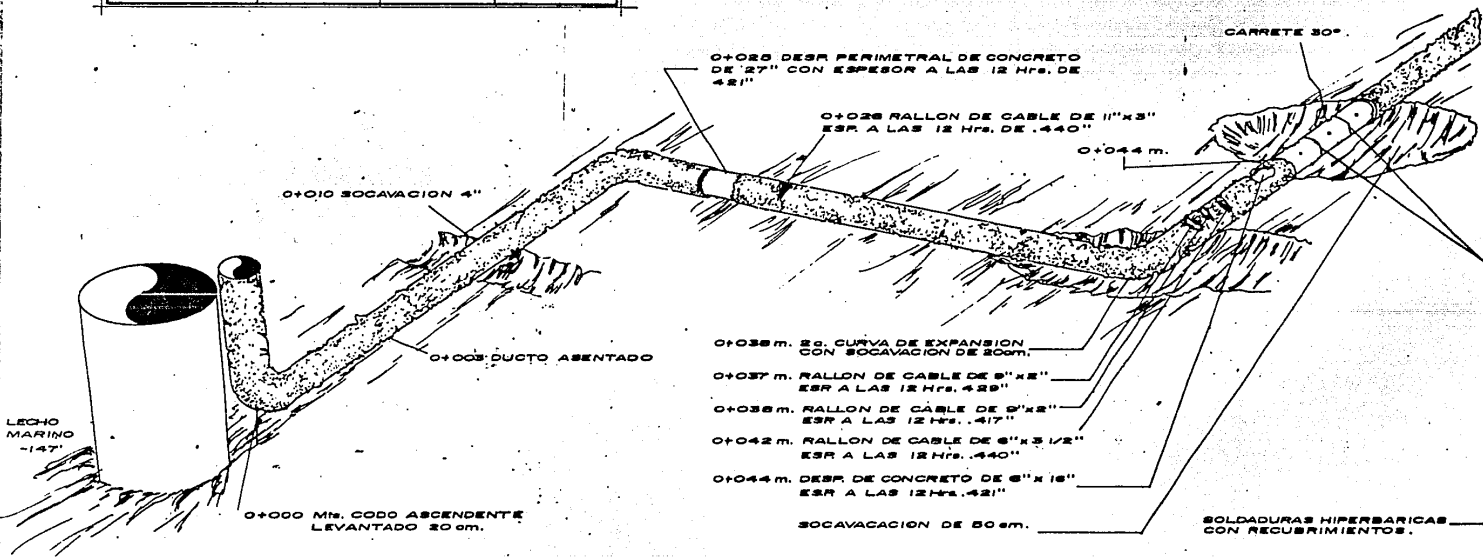 CARRETE 30°.
0+025 DESP. PERIMETRAL DE CONCRETO
DE 27" CON ESPESOR A LAS 12 Hrs. DE
.421"
0+026 RALLON DE CABLE DE 11"x3"
ESP. A LAS 12 Hrs. DE .440"
0+044 m.
0+010 SOCAVACION 4"
0+003 DUCTO ASENTADO
0+036 m. 2a. CURVA DE EXPANSION
CON SOCAVACION DE 20cm.
0+037 m. RALLON DE CABLE DE 9"x2"
ESP. A LAS 12 Hrs. .429"
0+038 m. RALLON DE CABLE DE 9"x2"
ESP. A LAS 12 Hrs. .417"
0+042 m. RALLON DE CABLE DE 6"x3 1/2"
ESP. A LAS 12 Hrs. .440"
0+044 m. DESP. DE CONCRETO DE 6"x16"
ESP. A LAS 12 Hrs. .421"
SOCAVACACION DE 50 cm.
SOLDADURAS HIPERBARICAS
CON RECUBRIMIENTOS.
LECHO
MARINO
-147'
0+000 Mts. CODO ASCENDENTE
LEVANTADO 20 cm.